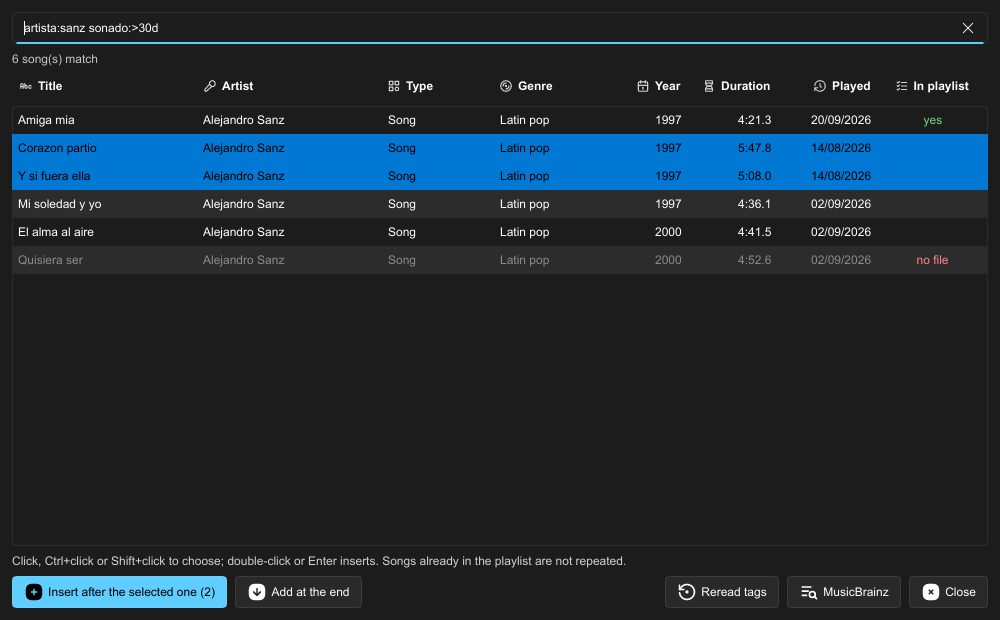 artista:sanz sonado:>30d
6 song(s) match
Abc Title Artist Type Genre Year Duration Played In playlist
Amiga mia Alejandro Sanz Song Latin pop 1997 4:21.3 20/09/2026 yes
Corazon partio Alejandro Sanz Song Latin pop 1997 5:47.8 14/08/2026
Y si fuera ella Alejandro Sanz Song Latin pop 1997 5:08.0 14/08/2026
Mi soledad y yo Alejandro Sanz Song Latin pop 1997 4:36.1 02/09/2026
El alma al aire Alejandro Sanz Song Latin pop 2000 4:41.5 02/09/2026
Quisiera ser Alejandro Sanz Song Latin pop 2000 4:52.6 02/09/2026 no file
Click, Ctrl+click or Shift+click to choose; double-click or Enter inserts. Songs already in the playlist are not repeated.
Insert after the selected one (2) Add at the end Reread tags MusicBrainz Close